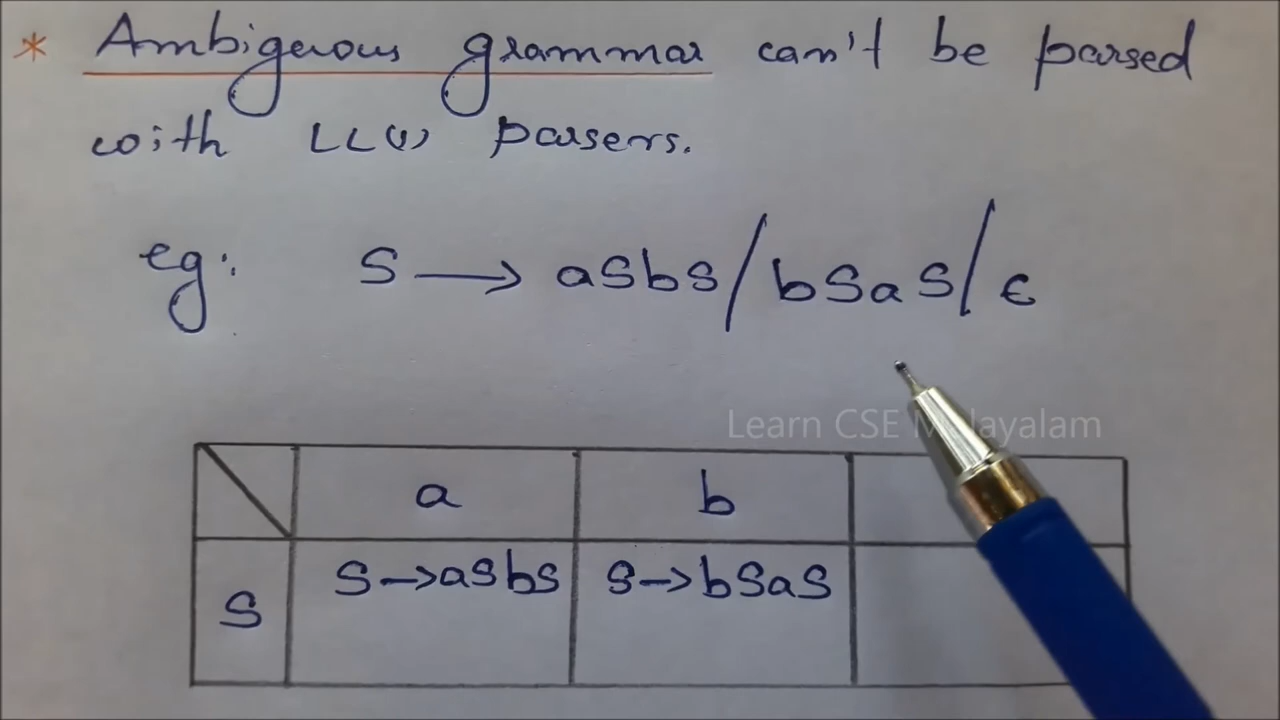 * Ambiguous grammar can't be parsed
with LL(1) parsers.
eg: S → aSbS/bSaS/ε
Learn CSE Malayalam
a b
S S→aSbS S→bSaS